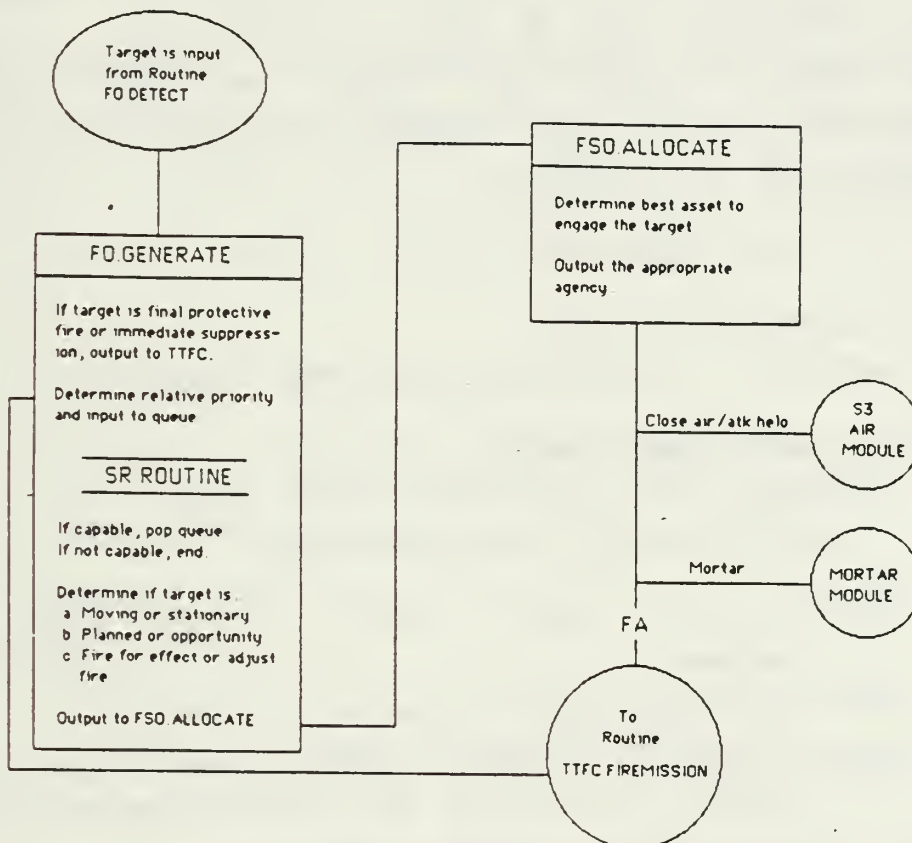 Target is input
from Routine
FO DETECT
FO.GENERATE
If target is final protective
fire or immediate suppress-
ion, output to TTFC.
Determine relative priority
and input to queue
SR ROUTINE
If capable, pop queue
If not capable, end.
Determine if target is
a Moving or stationary
b Planned or opportunity
c Fire for effect or adjust
fire
Output to FSO.ALLOCATE
FSO.ALLOCATE
Determine best asset to
engage the target
Output the appropriate
agency
Close air/atk helo
S3
AIR
MODULE
Mortar
MORTAR
MODULE
FA
To
Routine
TTFC FIREMISSION